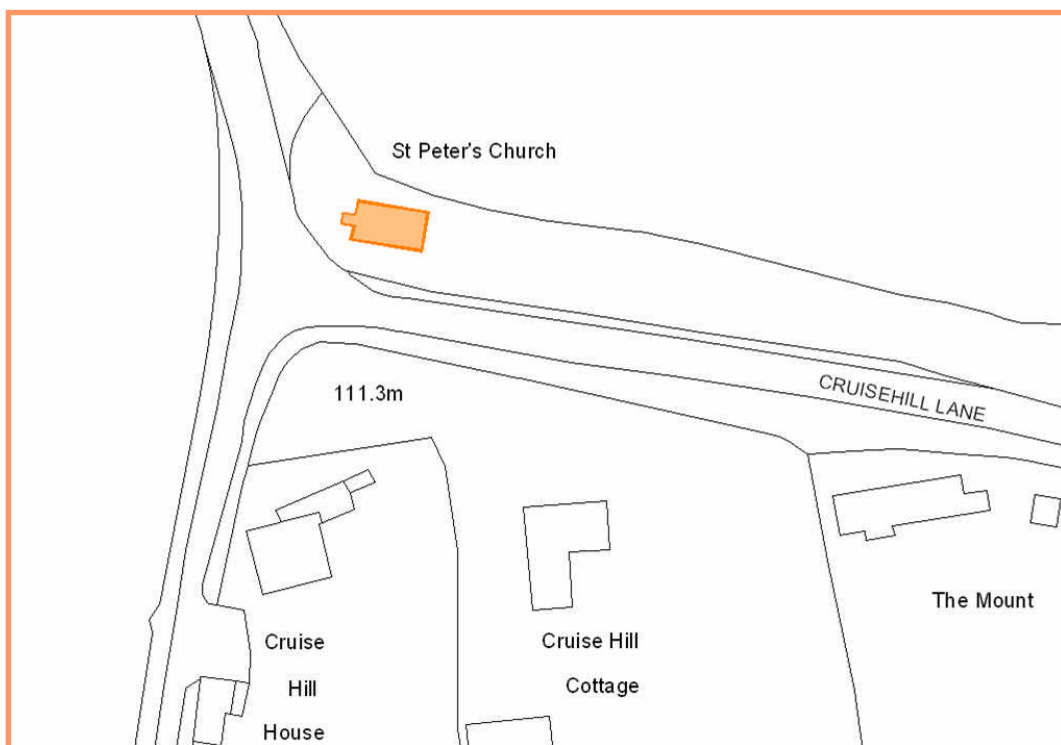 St Peter's Church
111.3m
CRUISEHILL LANE
The Mount
Cruise
Hill
House
Cruise Hill
Cottage